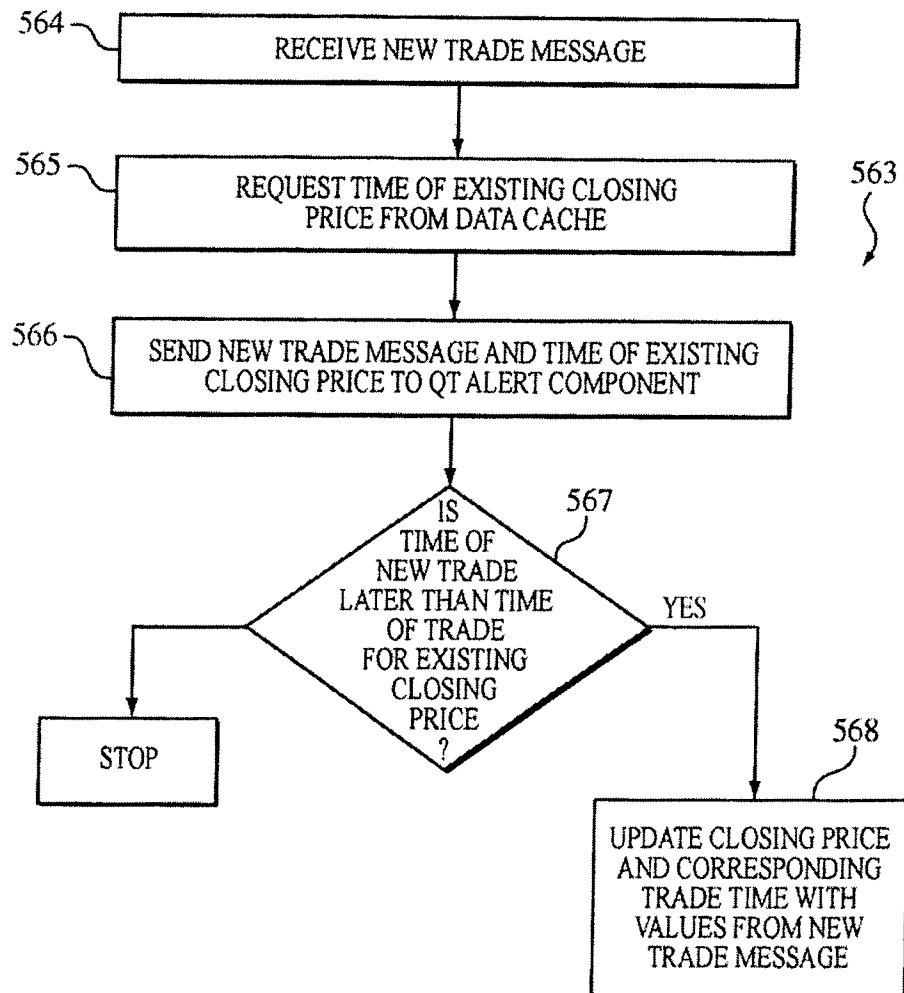 564
RECEIVE NEW TRADE MESSAGE
565
REQUEST TIME OF EXISTING CLOSING
PRICE FROM DATA CACHE
563
566
SEND NEW TRADE MESSAGE AND TIME OF EXISTING
CLOSING PRICE TO QT ALERT COMPONENT
567
IS
TIME OF
NEW TRADE
LATER THAN TIME
OF TRADE
FOR EXISTING
CLOSING
PRICE
?
YES
STOP
568
UPDATE CLOSING PRICE
AND CORRESPONDING
TRADE TIME WITH
VALUES FROM NEW
TRADE MESSAGE